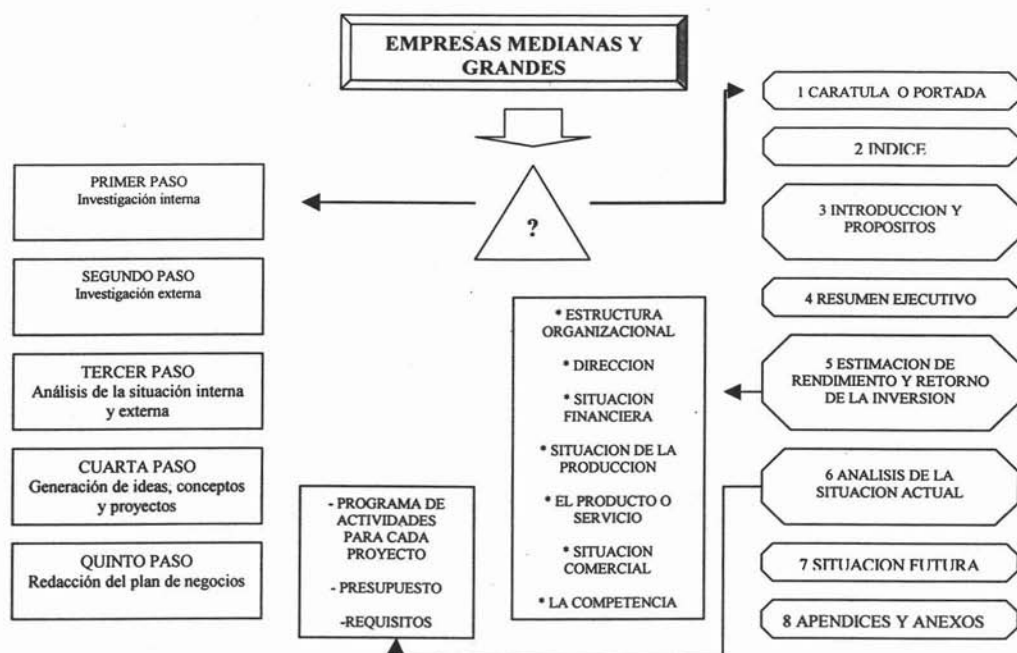 EMPRESAS MEDIANAS Y
GRANDES
?
PRIMER PASO
Investigación interna
SEGUNDO PASO
Investigación externa
TERCER PASO
Análisis de la situación interna
y externa
CUARTA PASO
Generación de ideas, conceptos
y proyectos
QUINTO PASO
Redacción del plan de negocios
- PROGRAMA DE
ACTIVIDADES
PARA CADA
PROYECTO
- PRESUPUESTO
-REQUISITOS
* ESTRUCTURA
ORGANIZACIONAL
* DIRECCION
* SITUACION
FINANCIERA
* SITUACION DE LA
PRODUCCION
* EL PRODUCTO O
SERVICIO
* SITUACION
COMERCIAL
* LA COMPETENCIA
1 CARATULA O PORTADA
2 INDICE
3 INTRODUCCION Y
PROPOSITOS
4 RESUMEN EJECUTIVO
5 ESTIMACION DE
RENDIMIENTO Y RETORNO
DE LA INVERSION
6 ANALISIS DE LA
SITUACION ACTUAL
7 SITUACION FUTURA
8 APENDICES Y ANEXOS